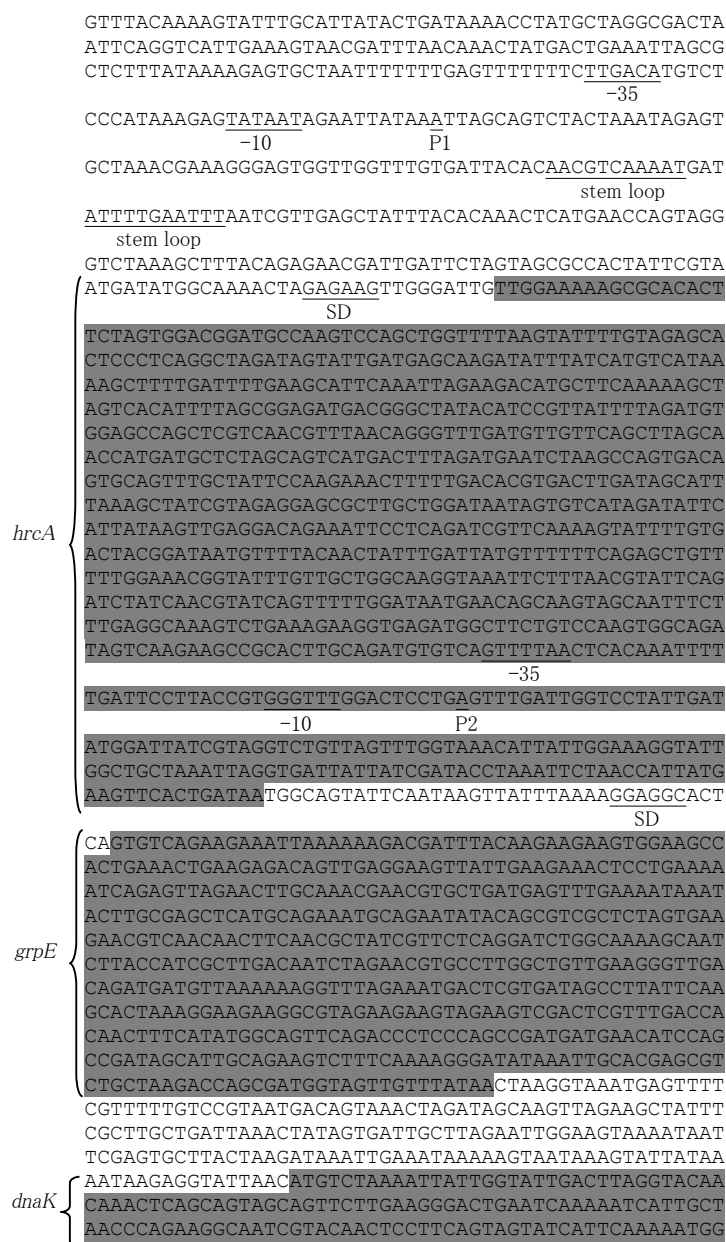 GTTTACAAAAGTATTTGCATTATACTGATAAAACCTATGCTAGGCGACTA
ATTCAGGTCATTGAAAGTAACGATTTAACAAACTATGACTGAAATTAGCG
CTCTTTATAAAAGAGTGCTAATTTTTTTGAGTTTTTTTCTTGACATGTCT
-35
CCCATAAAGAGTATAATAGAATTATAAATTAGCAGTCTACTAAATAGAGT
-10 P1
GCTAAACGAAAGGGAGTGGTTGGTTTGTGATTACACAACGTCAAAATGAT
stem loop
ATTTTGAATTTAATCGTTGAGCTATTTACACAAACTCATGAACCAGTAGG
stem loop
GTCTAAAGCTTTACAGAGAACGATTGATTCTAGTAGCGCCACTATTCGTA
ATGATATGGCAAAACTAGAGAAGTTGGGATTGTTGGAAAAAGCGCACACT
SD
TCTAGTGGACGGATGCCAAGTCCAGCTGGTTTTAAGTATTTTGTAGAGCA
CTCCCTCAGGCTAGATAGTATTGATGAGCAAGATATTTATCATGTCATAA
AAGCTTTTGATTTTGAAGCATTCAAATTAGAAGACATGCTTCAAAAAGCT
AGTCACATTTTAGCGGAGATGACGGGCTATACATCCGTTATTTTAGATGT
GGAGCCAGCTCGTCAACGTTTAACAGGGTTTGATGTTGTTCAGCTTAGCA
ACCATGATGCTCTAGCAGTCATGACTTTAGATGAATCTAAGCCAGTGACA
GTGCAGTTTGCTATTCCAAGAAACTTTTTGACACGTGACTTGATAGCATT
TAAAGCTATCGTAGAGGAGCGCTTGCTGGATAATAGTGTCATAGATATTC
ATTATAAGTTGAGGACAGAAATTCCTCAGATCGTTCAAAAGTATTTTGTG
ACTACGGATAATGTTTTACAACTATTTGATTATGTTTTTTCAGAGCTGTT
TTTGGAAACGGTATTTGTTGCTGGCAAGGTAAATTCTTTAACGTATTCAG
ATCTATCAACGTATCAGTTTTTGGATAATGAACAGCAAGTAGCAATTTCT
TTGAGGCAAAGTCTGAAAGAAGGTGAGATGGCTTCTGTCCAAGTGGCAGA
TAGTCAAGAAGCCGCACTTGCAGATGTGTCAGTTTTAACTCACAAATTTT
-35
TGATTCCTTACCGTGGGTTTGGACTCCTGAGTTTGATTGGTCCTATTGAT
-10 P2
hrcA
ATGGATTATCGTAGGTCTGTTAGTTTGGTAAACATTATTGGAAAGGTATT
GGCTGCTAAATTAGGTGATTATTATCGATACCTAAATTCTAACCATTATG
AAGTTCACTGATAATGGCAGTATTCAATAAGTTATTTAAAAGGAGGCACT
SD
CAGTGTCAGAAGAAATTAAAAAAGACGATTTACAAGAAGAAGTGGAAGCC
ACTGAAACTGAAGAGACAGTTGAGGAAGTTATTGAAGAAACTCCTGAAAA
ATCAGAGTTAGAACTTGCAAACGAACGTGCTGATGAGTTTGAAAATAAAT
ACTTGCGAGCTCATGCAGAAATGCAGAATATACAGCGTCGCTCTAGTGAA
GAACGTCAACAACTTCAACGCTATCGTTCTCAGGATCTGGCAAAAGCAAT
grpE
CTTACCATCGCTTGACAATCTAGAACGTGCCTTGGCTGTTGAAGGGTTGA
CAGATGATGTTAAAAAAGGTTTAGAAATGACTCGTGATAGCCTTATTCAA
GCACTAAAGGAAGAAGGCGTAGAAGAAGTAGAAGTCGACTCGTTTGACCA
CAACTTTCATATGGCAGTTCAGACCCTCCCAGCCGATGATGAACATCCAG
CCGATAGCATTGCAGAAGTCTTTCAAAAGGGATATAAATTGCACGAGCGT
CTGCTAAGACCAGCGATGGTAGTTGTTTATAACTAAGGTAAATGAGTTTT
CGTTTTTGTCCGTAATGACAGTAAACTAGATAGCAAGTTAGAAGCTATTT
CGCTTGCTGATTAAACTATAGTGATTGCTTAGAATTGGAAGTAAAATAAT
TCGAGTGCTTACTAAGATAAATTGAAATAAAAAGTAATAAAGTATTATAA
AATAAGAGGTATTAACATGTCTAAAATTATTGGTATTGACTTAGGTACAA
dnaK
CAAACTCAGCAGTAGCAGTTCTTGAAGGGACTGAATCAAAAATCATTGCT
AACCCAGAAGGCAATCGTACAACTCCTTCAGTAGTATCATTCAAAAATGG